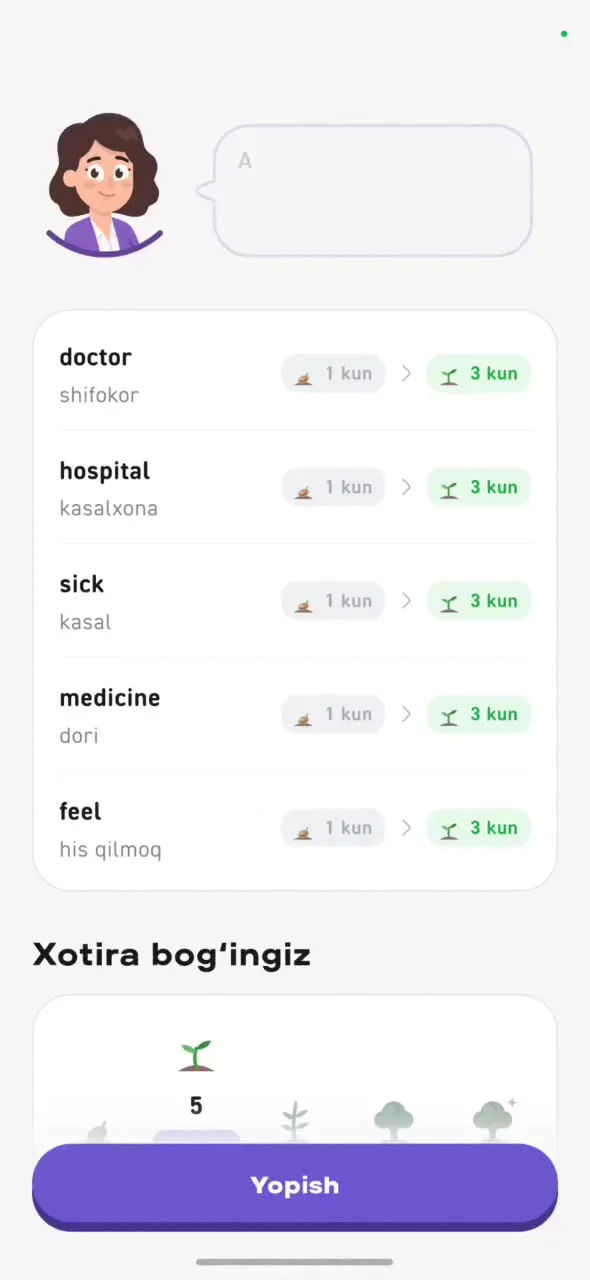 A
doctor
shifokor
1 kun > 3 kun
hospital
kasalxona
1 kun > 3 kun
sick
kasal
1 kun > 3 kun
medicine
dori
1 kun > 3 kun
feel
his qilmoq
1 kun > 3 kun
Xotira bog‘ingiz
5
Yopish